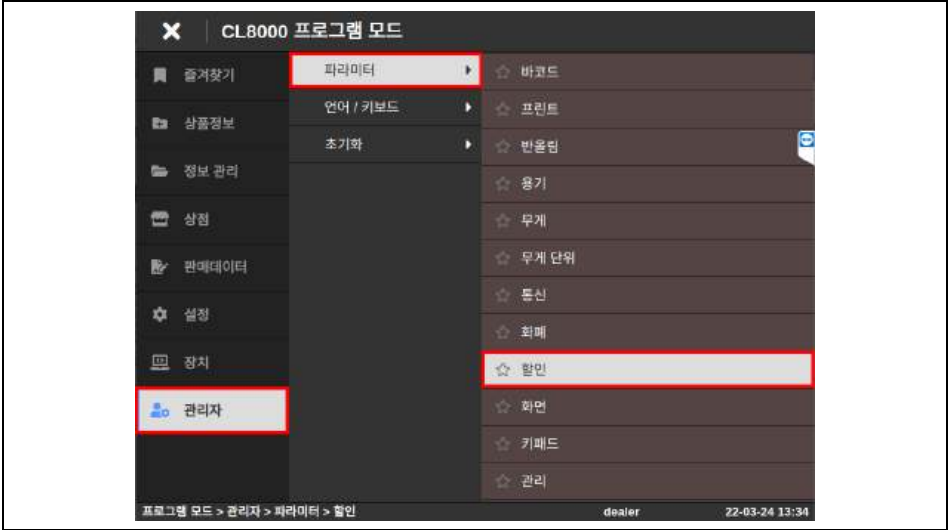 CL8000 프로그램 모드
즐겨찾기
상품정보
정보 관리
상점
판매데이터
설정
장치
관리자
파라미터
언어 / 키보드
초기화
바코드
프린트
반올림
용기
무게
무게 단위
통신
화폐
할인
화면
키패드
관리
프로그램 모드 > 관리자 > 파라미터 > 할인 dealer 22-03-24 13:34